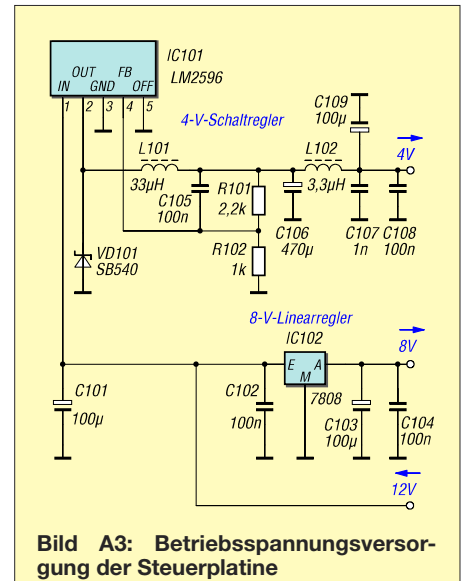 IC101
LM2596
OUT FB
IN GND OFF
1 2 3 4 5
4-V-Schaltregler
C109
100µ
L101
33µH
C105
100n
R101
2,2k
L102
3,3µH
4V
C106
470µ
C107
1n
C108
100n
VD101
SB540
R102
1k
8-V-Linearregler
IC102
E A
M
7808
8V
C101
100µ
C102
100n
C103
100µ
C104
100n
12V
Bild A3: Betriebsspannungsversor-
gung der Steuerplatine